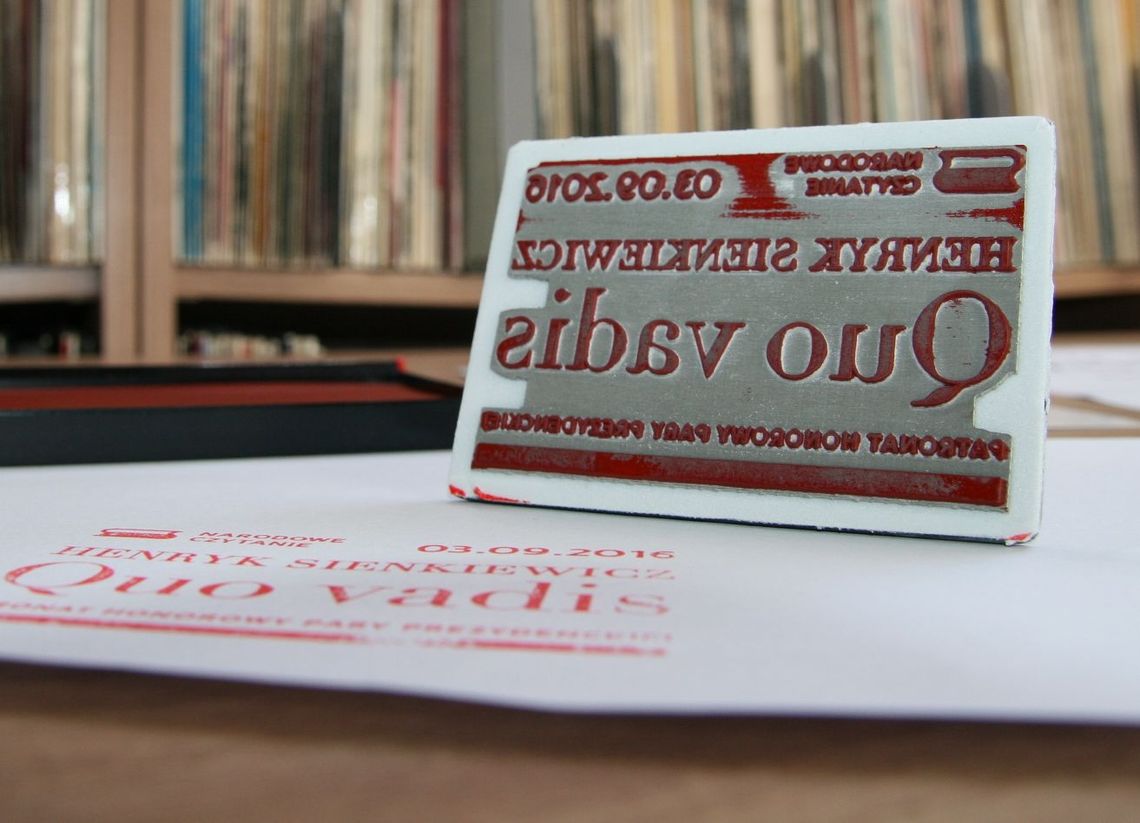 NARODOWE
CZYTANIE
03.09.2016
HENRYK SIENKIEWICZ
Quo vadis
PATRONAT HONOROWY PARY PREZYDENCKIEJ
NARODOWE
CZYTANIE
03.09.2016
HENRYK SIENKIEWICZ
Quo vadis
HONOROWY PARY PREZYDENCKIEJ